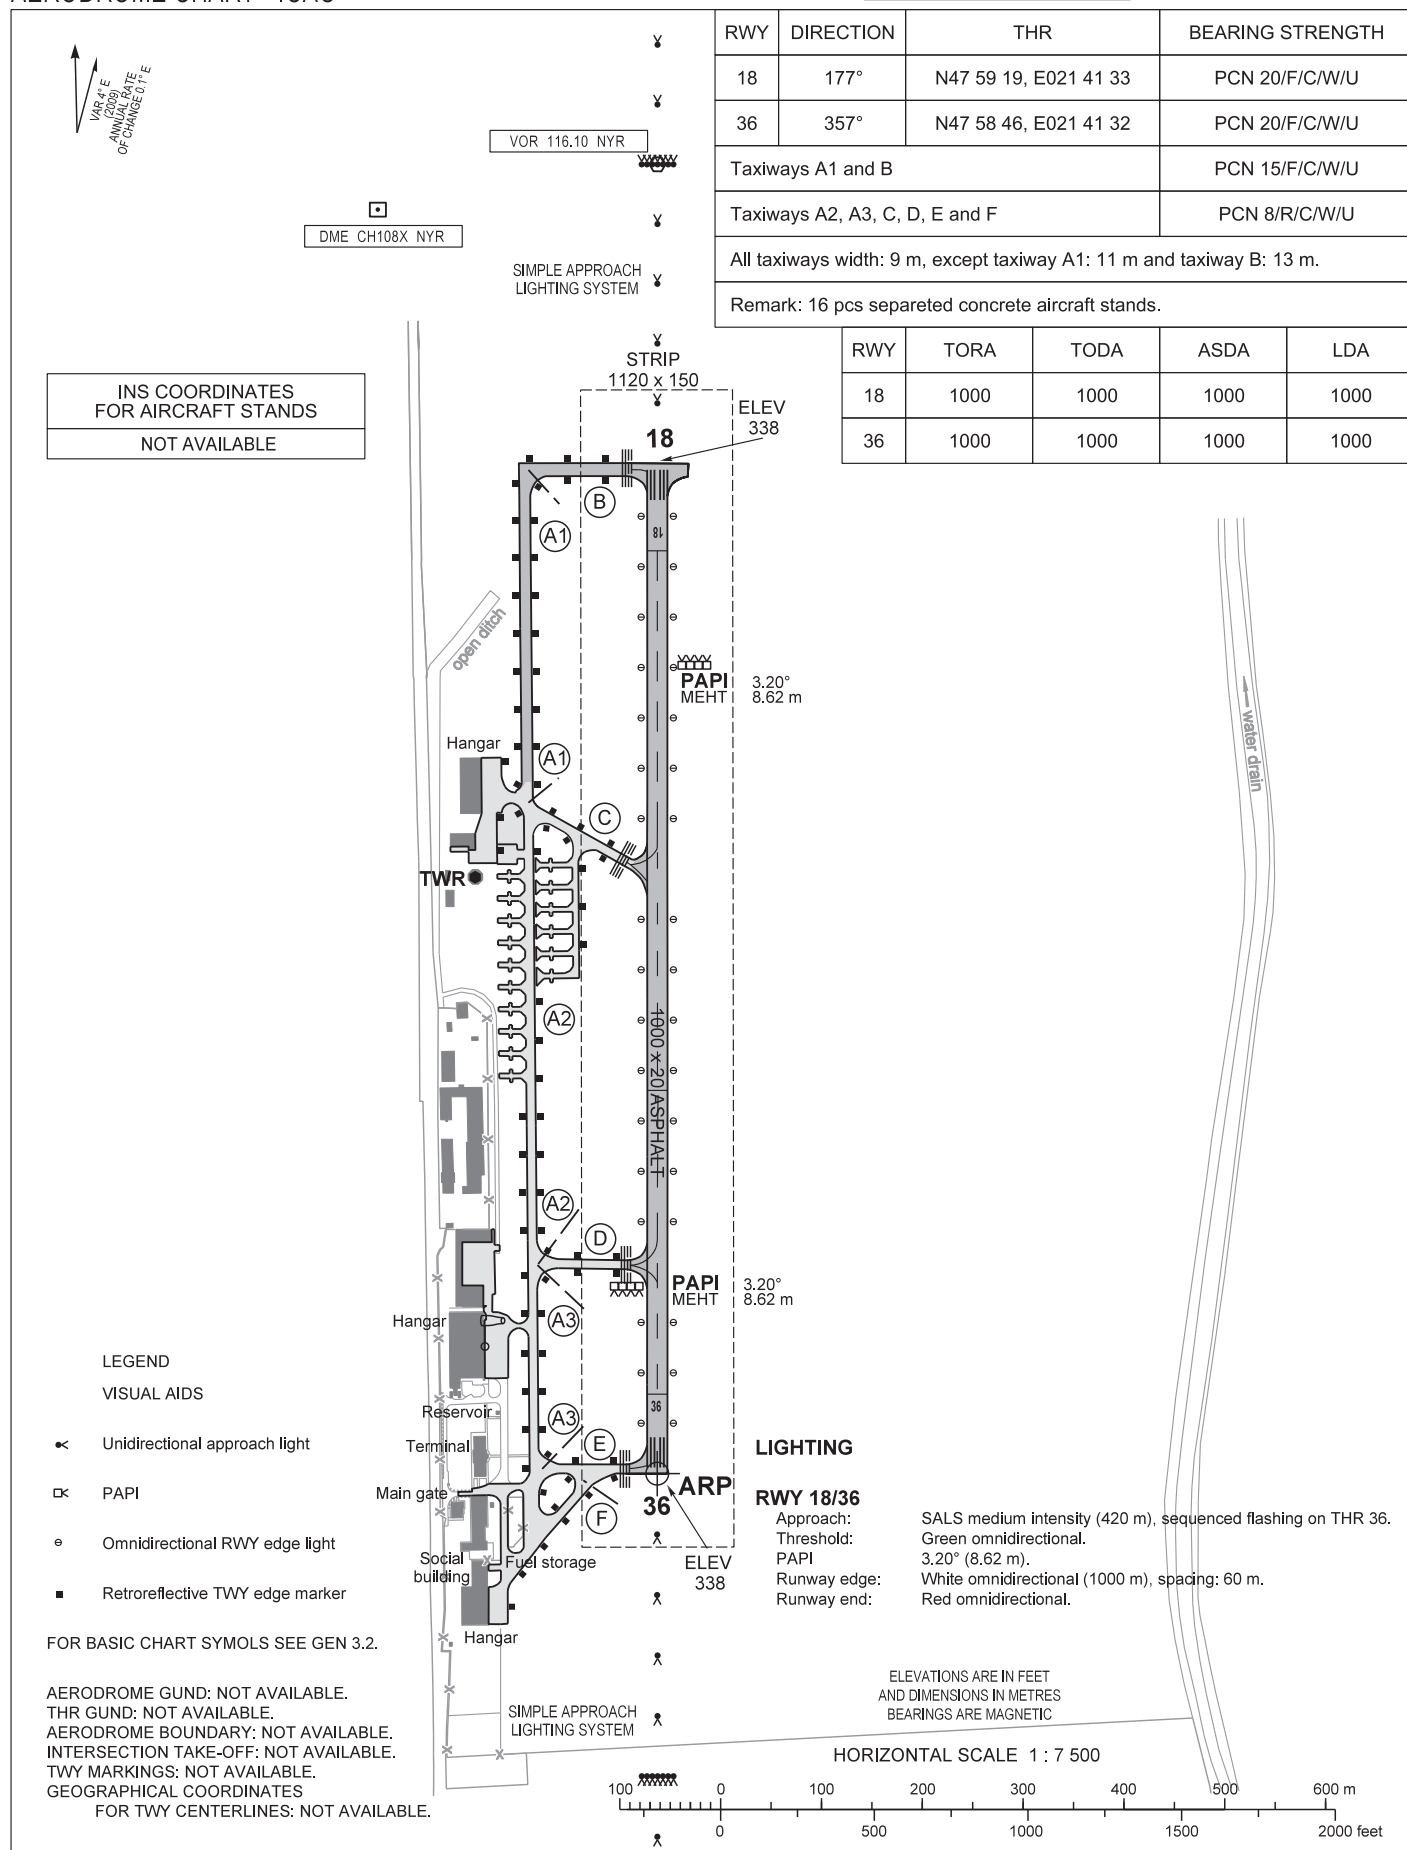 RWY DIRECTION THR BEARING STRENGTH
18 177° N47 59 19, E021 41 33 PCN 20/F/C/W/U
36 357° N47 58 46, E021 41 32 PCN 20/F/C/W/U
Taxiways A1 and B PCN 15/F/C/W/U
Taxiways A2, A3, C, D, E and F PCN 8/R/C/W/U
All taxiways width: 9 m, except taxiway A1: 11 m and taxiway B: 13 m.
Remark: 16 pcs separeted concrete aircraft stands.
RWY TORA TODA ASDA LDA
18 1000 1000 1000 1000
36 1000 1000 1000 1000
VAR 4° E
(2009)
ANNUAL RATE
OF CHANGE 0.1° E
VOR 116.10 NYR
DME CH108X NYR
SIMPLE APPROACH
LIGHTING SYSTEM
INS COORDINATES
FOR AIRCRAFT STANDS
NOT AVAILABLE
STRIP
1120 x 150
ELEV
338
18
B
A1
18
open ditch
PAPI 3.20°
MEHT 8.62 m
water drain
Hangar
A1
C
TWR
A2
1000 x 20 ASPHALT
A2
D
PAPI 3.20°
MEHT 8.62 m
A3
Hangar
36
Reservoir
A3
E
Terminal
Main gate
ARP
36
F
Social
building
Fuel storage
ELEV
338
Hangar
LEGEND
VISUAL AIDS
Unidirectional approach light
PAPI
Omnidirectional RWY edge light
Retroreflective TWY edge marker
FOR BASIC CHART SYMOLS SEE GEN 3.2.
AERODROME GUND: NOT AVAILABLE.
THR GUND: NOT AVAILABLE.
AERODROME BOUNDARY: NOT AVAILABLE.
INTERSECTION TAKE-OFF: NOT AVAILABLE.
TWY MARKINGS: NOT AVAILABLE.
GEOGRAPHICAL COORDINATES
FOR TWY CENTERLINES: NOT AVAILABLE.
LIGHTING
RWY 18/36
Approach: SALS medium intensity (420 m), sequenced flashing on THR 36.
Threshold: Green omnidirectional.
PAPI 3.20° (8.62 m).
Runway edge: White omnidirectional (1000 m), spacing: 60 m.
Runway end: Red omnidirectional.
SIMPLE APPROACH
LIGHTING SYSTEM
ELEVATIONS ARE IN FEET
AND DIMENSIONS IN METRES
BEARINGS ARE MAGNETIC
HORIZONTAL SCALE 1 : 7 500
100 0 100 200 300 400 500 600 m
0 500 1000 1500 2000 feet